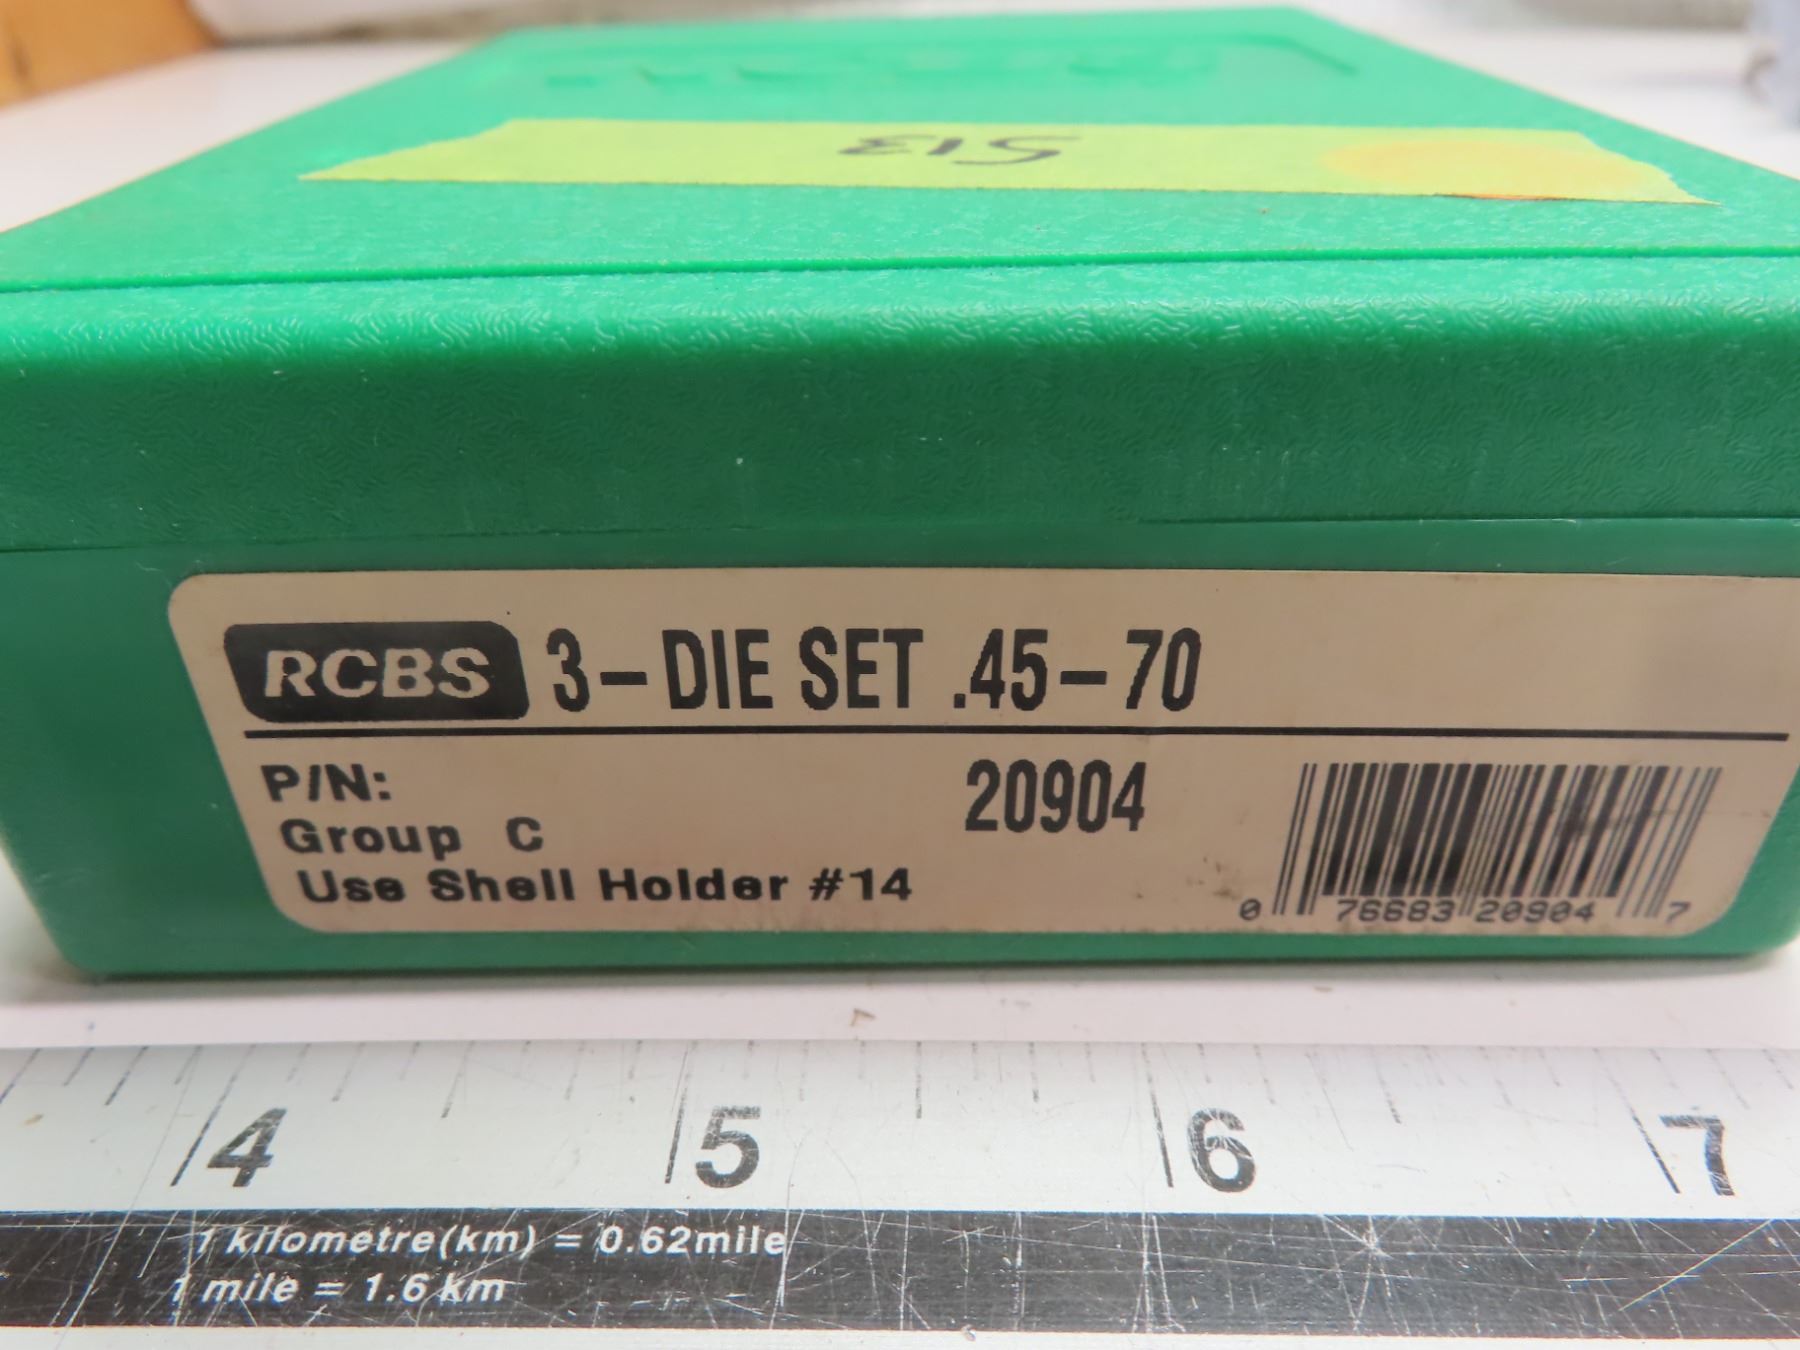 513
RCBS 3-DIE SET .45-70
P/N: 20904
Group C
Use Shell Holder #14
0 76683 20904 7
4 5 6 7
1 kilometre(km) = 0.62mile
1 mile = 1.6 km